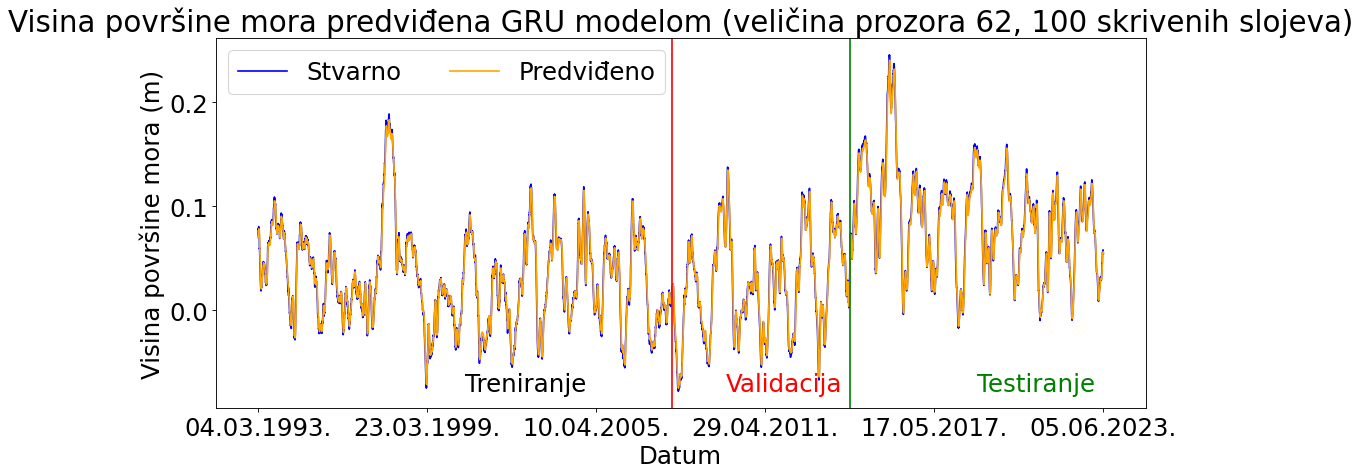 Visina površine mora predviđena GRU modelom (veličina prozora 62, 100 skrivenih slojeva)
Stvarno Predviđeno
Visina površine mora (m)
0.2
0.1
0.0
Treniranje Validacija Testiranje
04.03.1993. 23.03.1999. 10.04.2005. 29.04.2011. 17.05.2017. 05.06.2023.
Datum